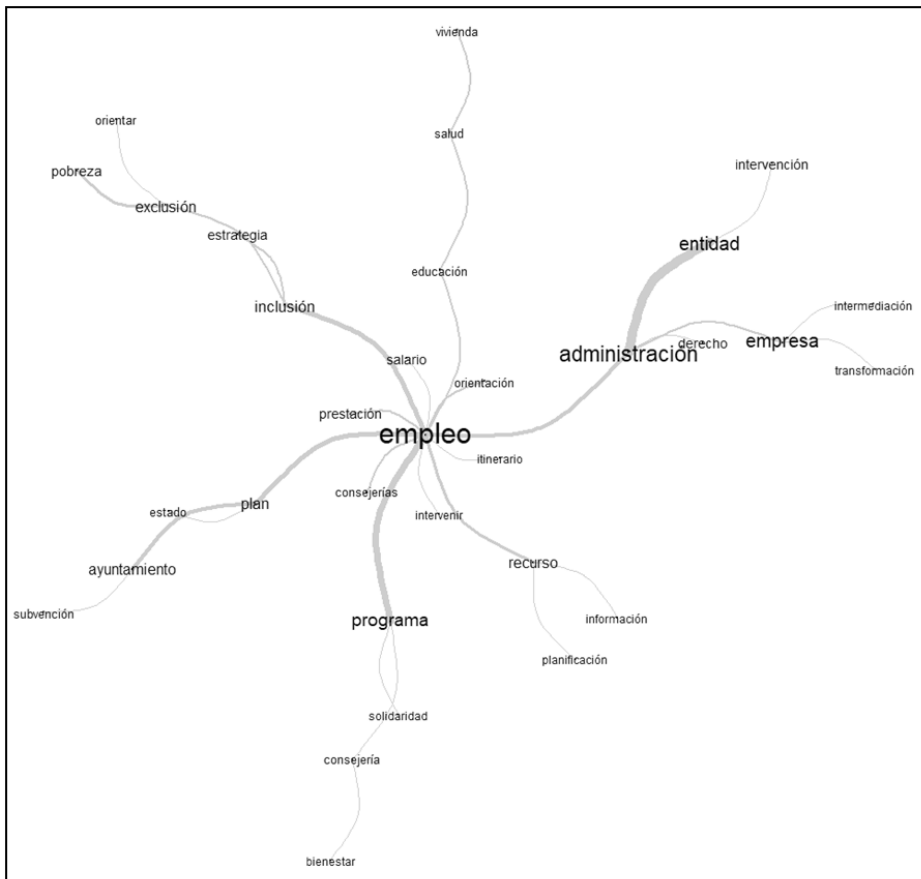 vivienda
orientar
salud
pobreza
intervención
exclusión
estrategia
entidad
educación
inclusión
intermediación
administración
derecho
empresa
salario
transformación
orientación
prestación
empleo
itinerario
consejerías
plan
estado
intervenir
recurso
ayuntamiento
subvención
programa
información
planificación
solidaridad
consejería
bienestar